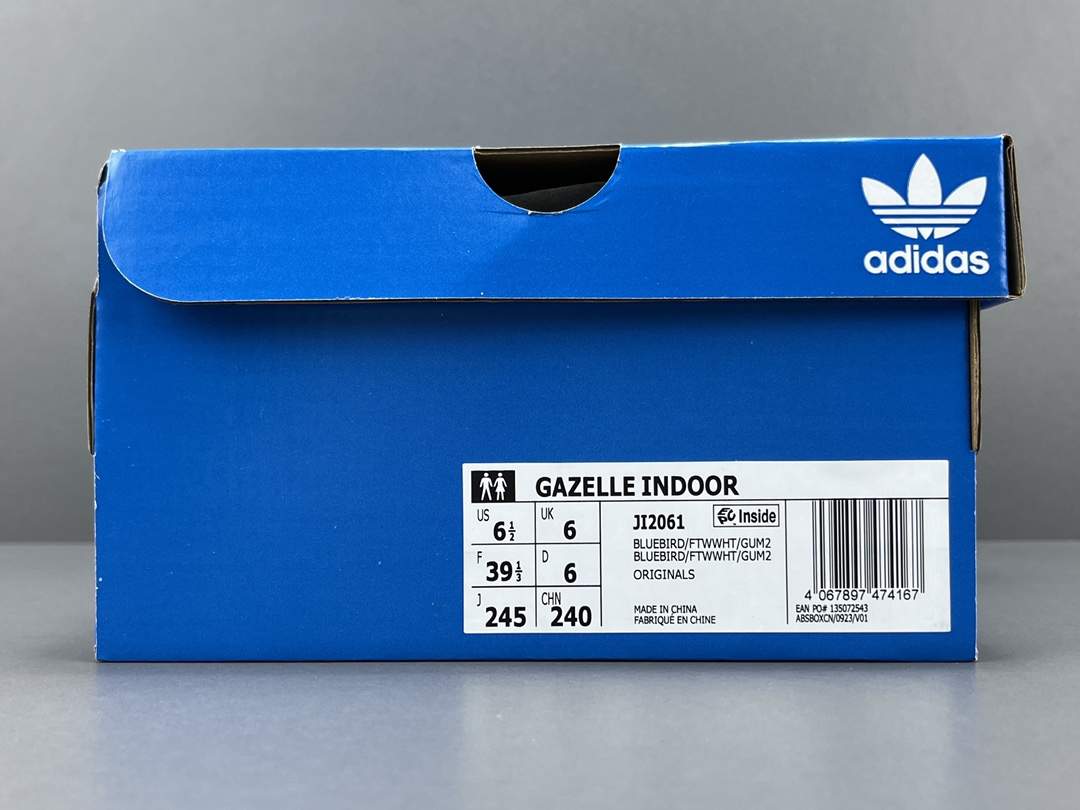 adidas
GAZELLE INDOOR
US 6½ UK 6
F 39⅓ D 6
J 245 CHN 240
JI2061 Inside
BLUEBIRD/FTWWHT/GUM2
BLUEBIRD/FTWWHT/GUM2
ORIGINALS
MADE IN CHINA
FABRIQUÉ EN CHINE
4 067897 474167
EAN PO# 135072543
ABSBOXCN/0923/V01